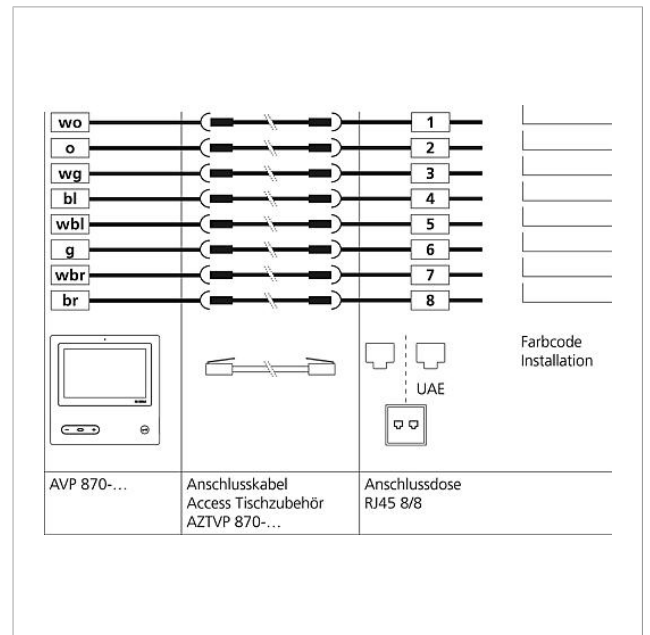 wo 1
o 2
wg 3
bl 4
wbl 5
g 6
wbr 7
br 8
Farbcode
Installation
UAE
AVP 870-…
Anschlusskabel
Access Tischzubehör
AZTVP 870-…
Anschlussdose
RJ45 8/8